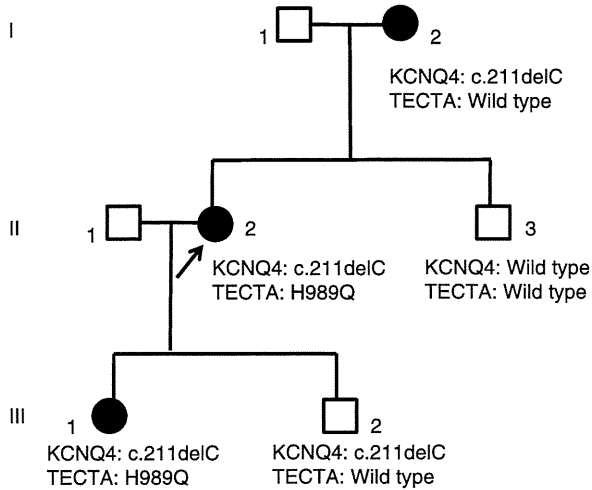 I
1
2
KCNQ4: c.211delC
TECTA: Wild type
II
1
2
3
KCNQ4: c.211delC
TECTA: H989Q
KCNQ4: Wild type
TECTA: Wild type
III
1
2
KCNQ4: c.211delC
TECTA: H989Q
KCNQ4: c.211delC
TECTA: Wild type